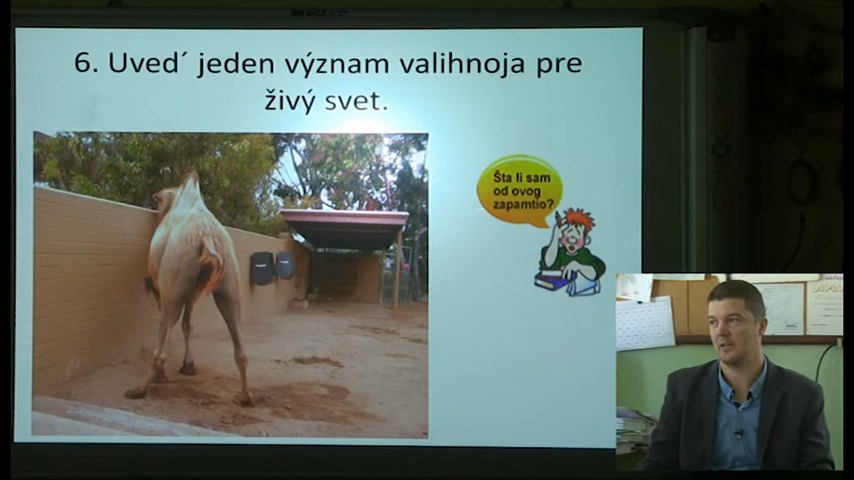 6. Uveď jeden význam valihnoja pre
živý svet.
Šta li sam
od ovog
zapamtio?